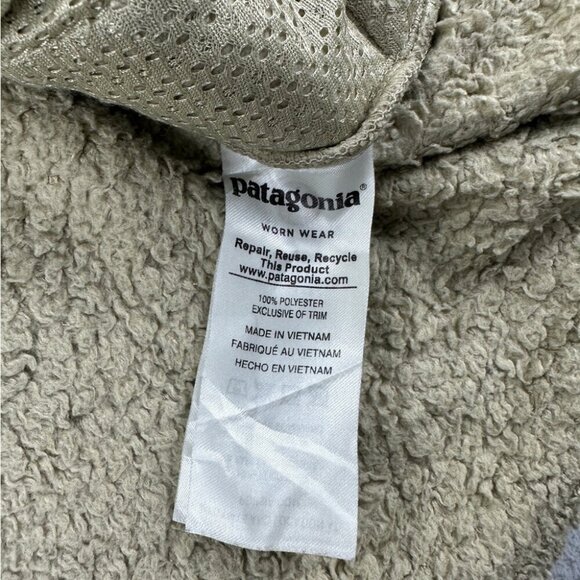 patagonia®
WORN WEAR
Repair, Reuse, Recycle
This Product
www.patagonia.com
100% POLYESTER
EXCLUSIVE OF TRIM
MADE IN VIETNAM
FABRIQUÉ AU VIETNAM
HECHO EN VIETNAM